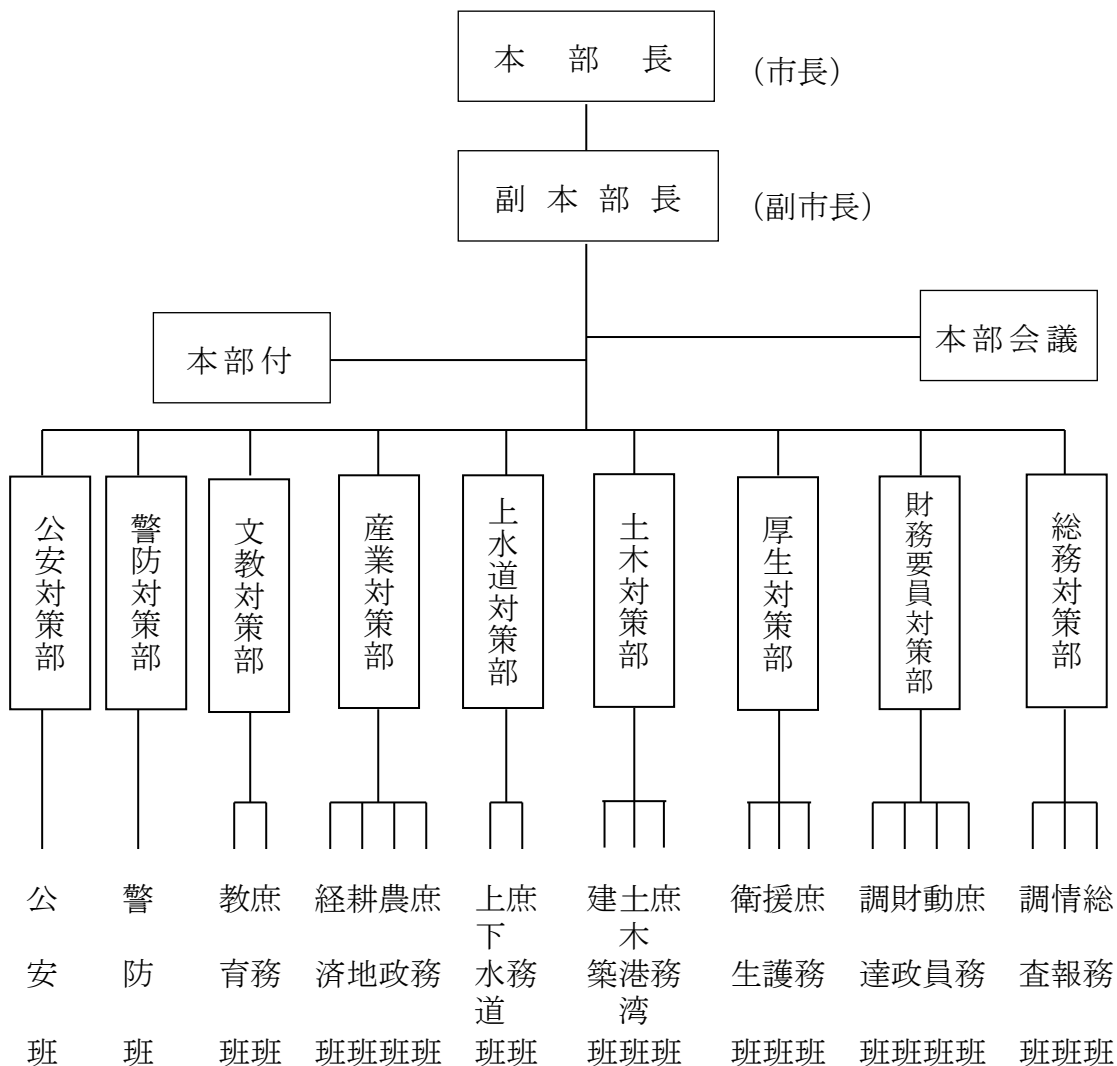 本部長
（市長）
副本部長
（副市長）
本部会議
本部付
総務対策部
財務要員対策部
厚生対策部
土木対策部
上水道対策部
産業対策部
文教対策部
警防対策部
公安対策部
総務班
情報班
調査班
庶務班
動員班
財政班
調達班
庶務班
援護班
衛生班
庶務班
土木港湾班
建築班
庶務班
上下水道班
庶務班
農政班
耕地班
経済班
庶務班
教育班
警防班
公安班